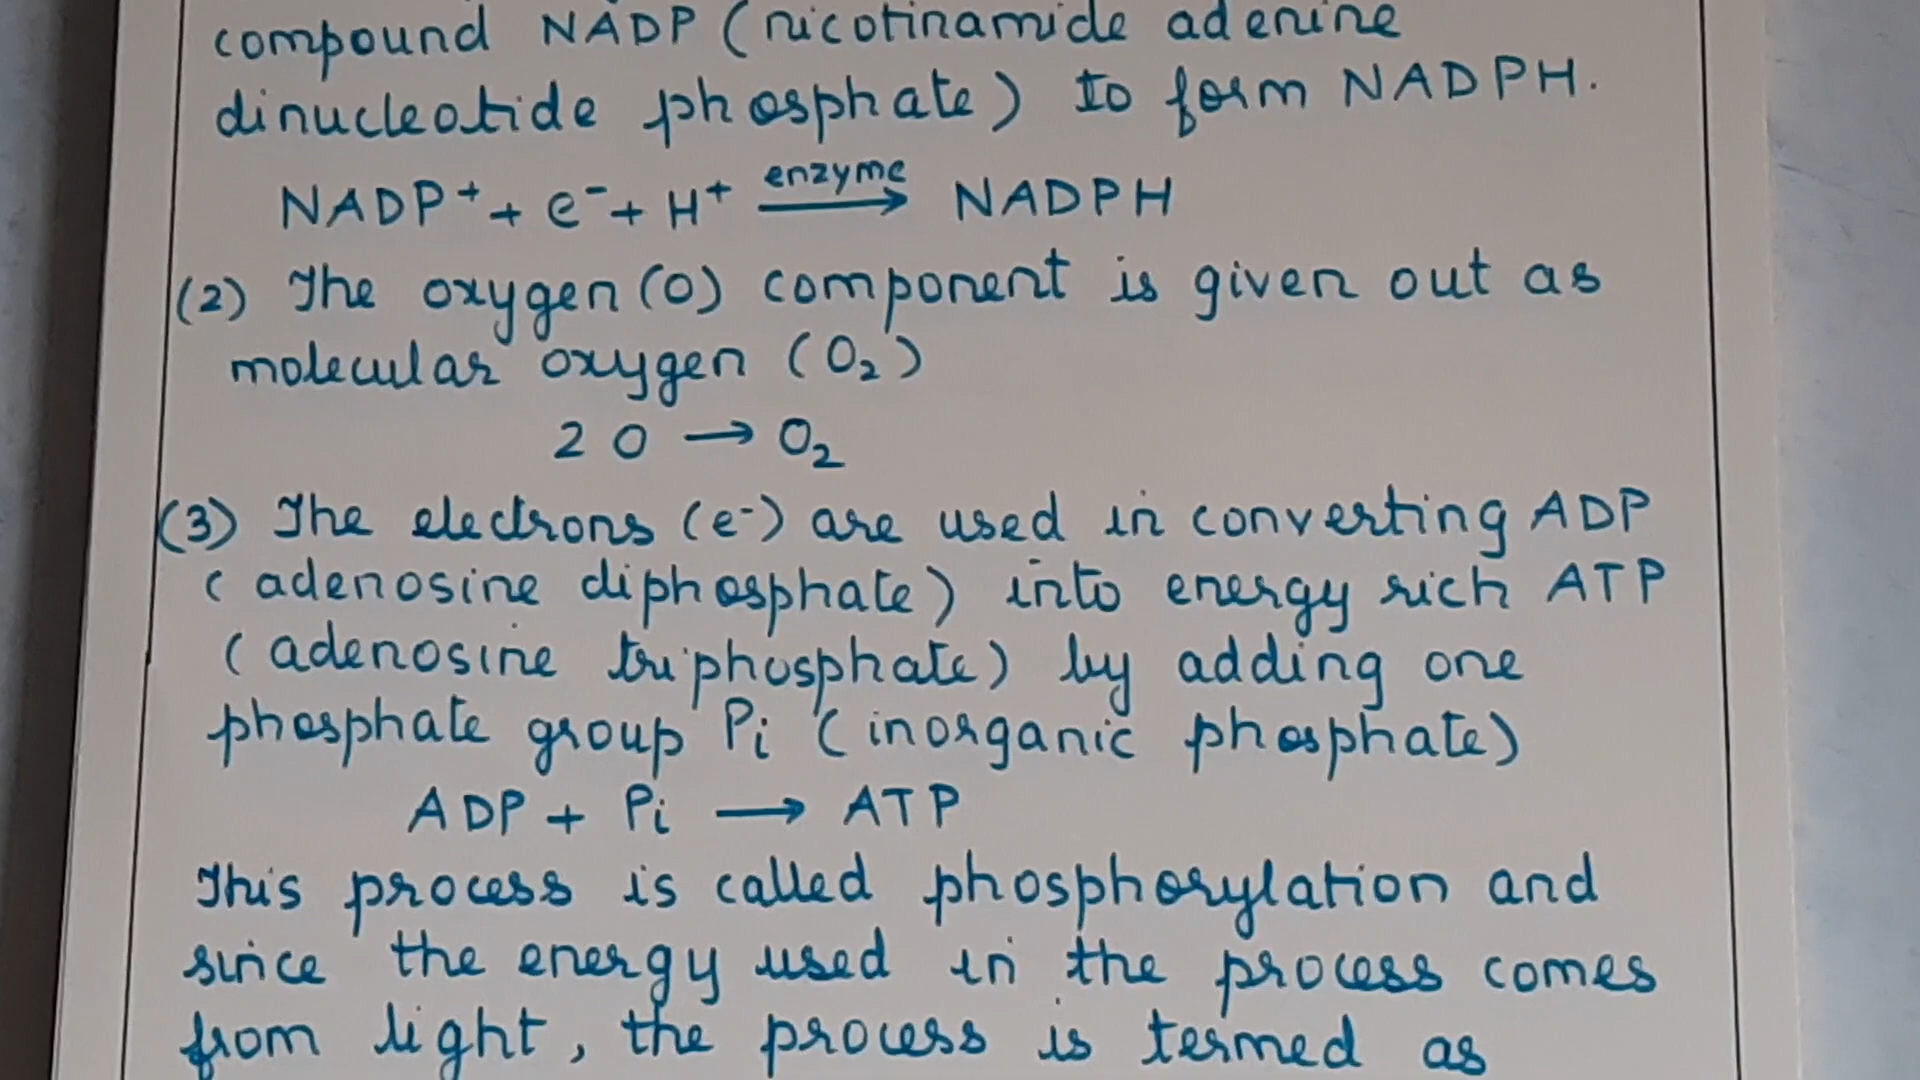 compound NADP (nicotinamide adenine
dinucleotide phosphate) to form NADPH.
NADP⁺ + e⁻ + H⁺ enzyme → NADPH
(2) The oxygen (O) component is given out as
molecular oxygen (O₂)
2 O → O₂
(3) The electrons (e⁻) are used in converting ADP
(adenosine diphosphate) into energy rich ATP
(adenosine triphosphate) by adding one
phosphate group Pi (inorganic phosphate)
ADP + Pi → ATP
This process is called phosphorylation and
since the energy used in the process comes
from light, the process is termed as